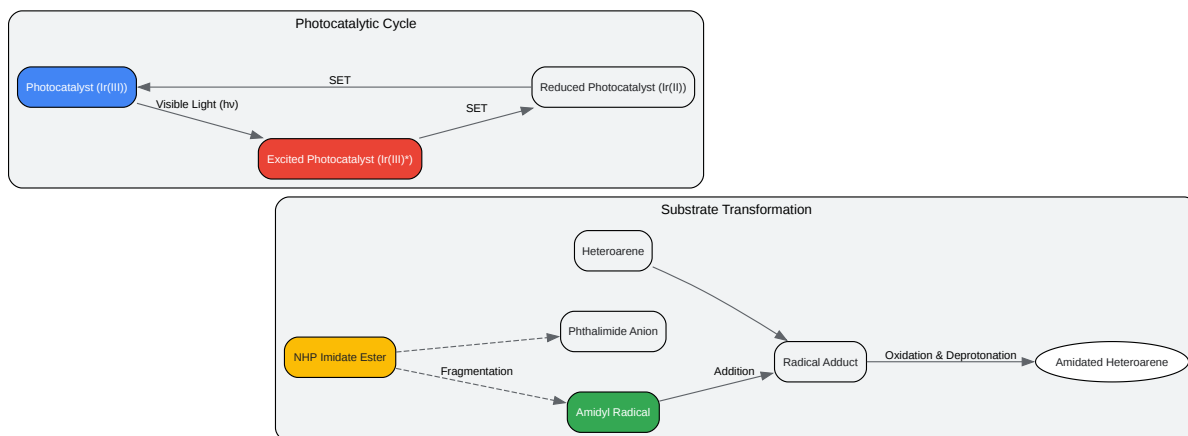 Photocatalytic Cycle
SET
Photocatalyst (Ir(III))
Reduced Photocatalyst (Ir(II))
Visible Light (hν)
SET
Excited Photocatalyst (Ir(III)*)
Substrate Transformation
Heteroarene
Phthalimide Anion
NHP Imidate Ester
Fragmentation
Amidyl Radical
Addition
Radical Adduct
Oxidation & Deprotonation
Amidated Heteroarene